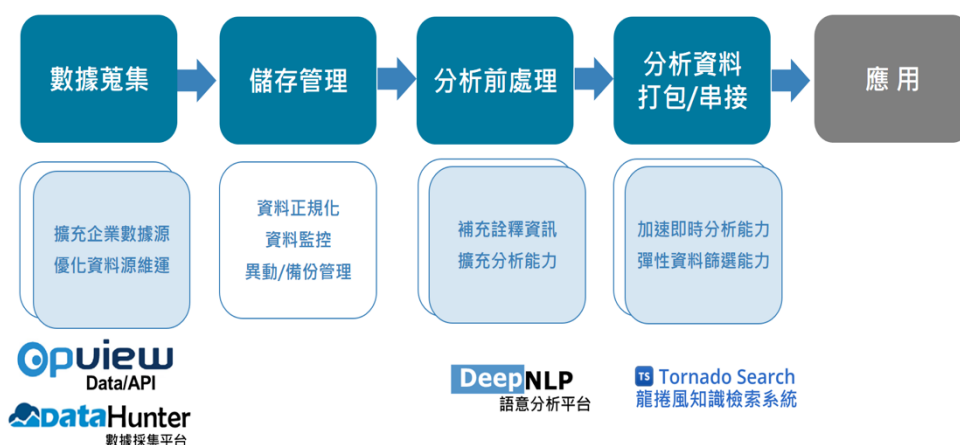 數據蒐集
儲存管理
分析前處理
分析資料
打包/串接
應用
擴充企業數據源
優化資料源維運
資料正規化
資料監控
異動/備份管理
補充詮釋資訊
擴充分析能力
加速即時分析能力
彈性資料篩選能力
Opview
Data/API
DataHunter
數據採集平台
DeepNLP
語意分析平台
TS Tornado Search
龍捲風知識檢索系統